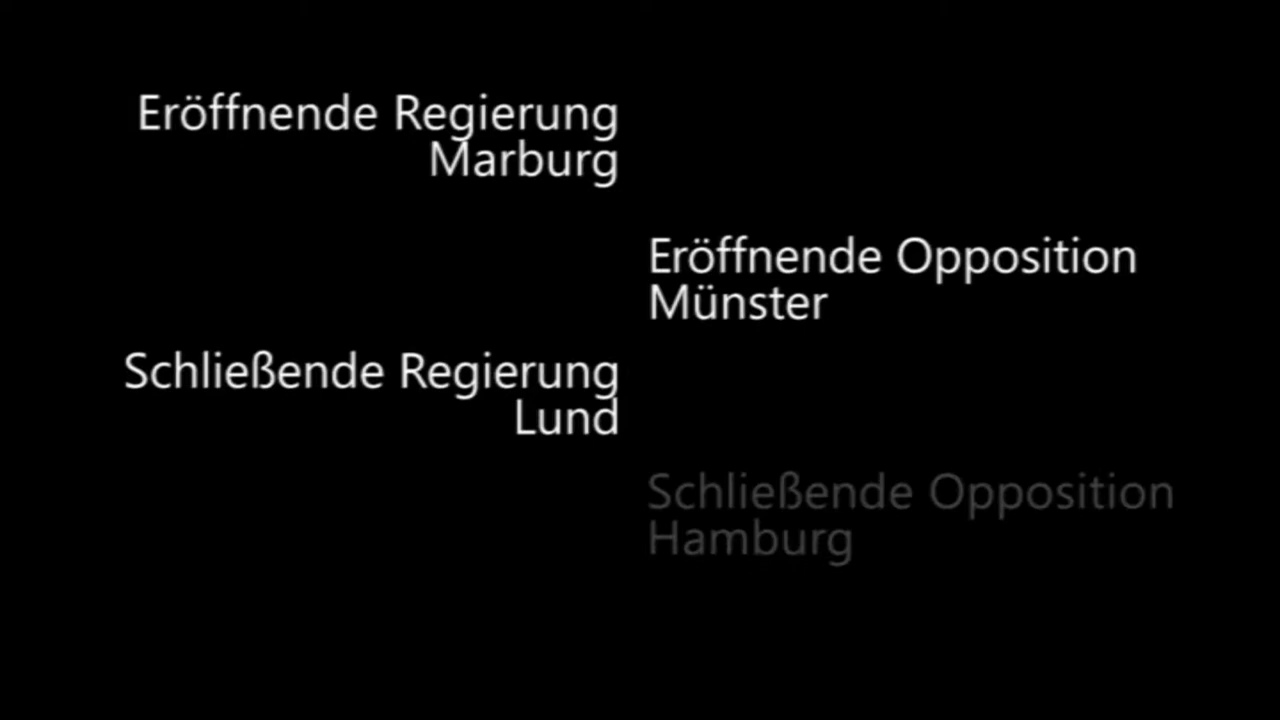 Eröffnende Regierung
Marburg
Eröffnende Opposition
Münster
Schließende Regierung
Lund
Schließende Opposition
Hamburg